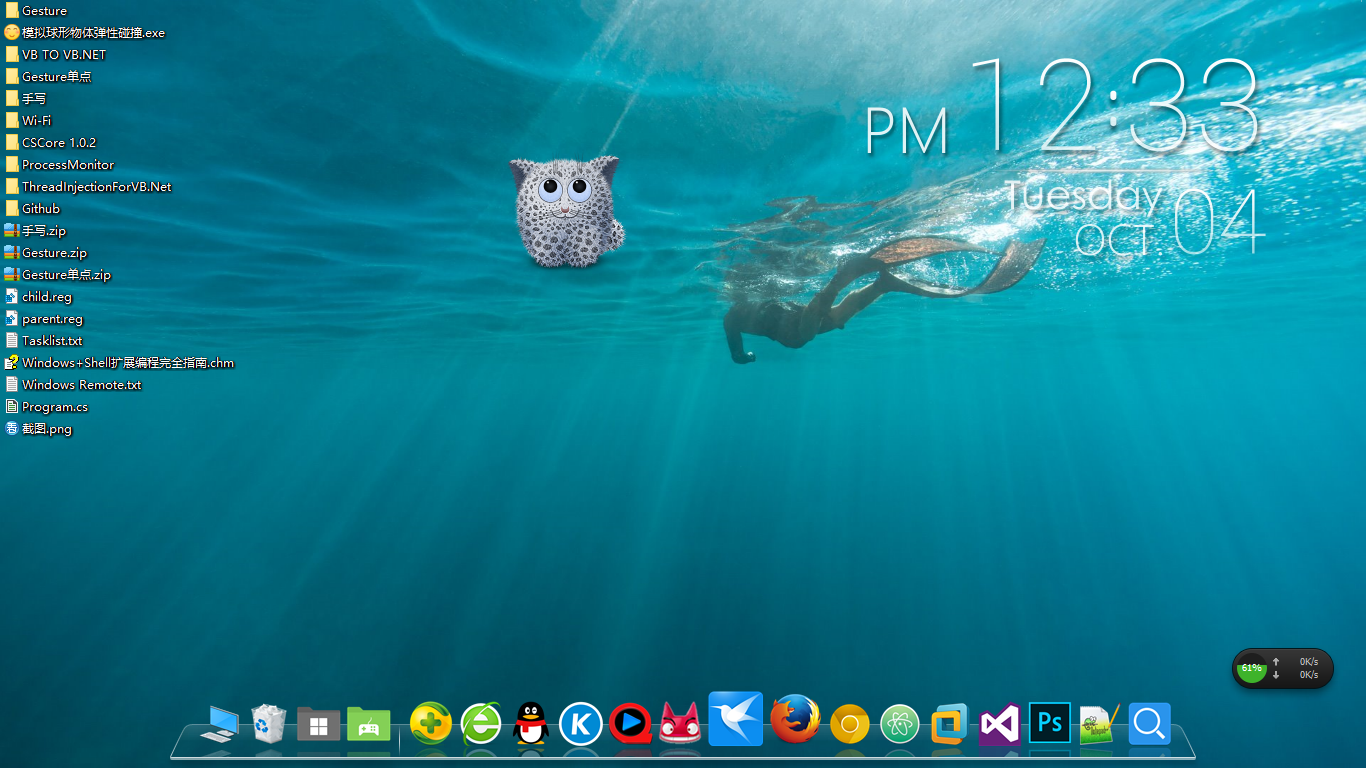 Gesture
模拟球形物体弹性碰撞.exe
VB TO VB.NET
Gesture单点
手写
Wi-Fi
CSCore 1.0.2
ProcessMonitor
ThreadInjectionForVB.Net
Github
手写.zip
Gesture.zip
Gesture单点.zip
child.reg
parent.reg
Tasklist.txt
Windows+Shell扩展编程完全指南.chm
Windows Remote.txt
Program.cs
截图.png
PM 12:33
Tuesday
OCT. 04
61%
0K/s
0K/s
K
Ps